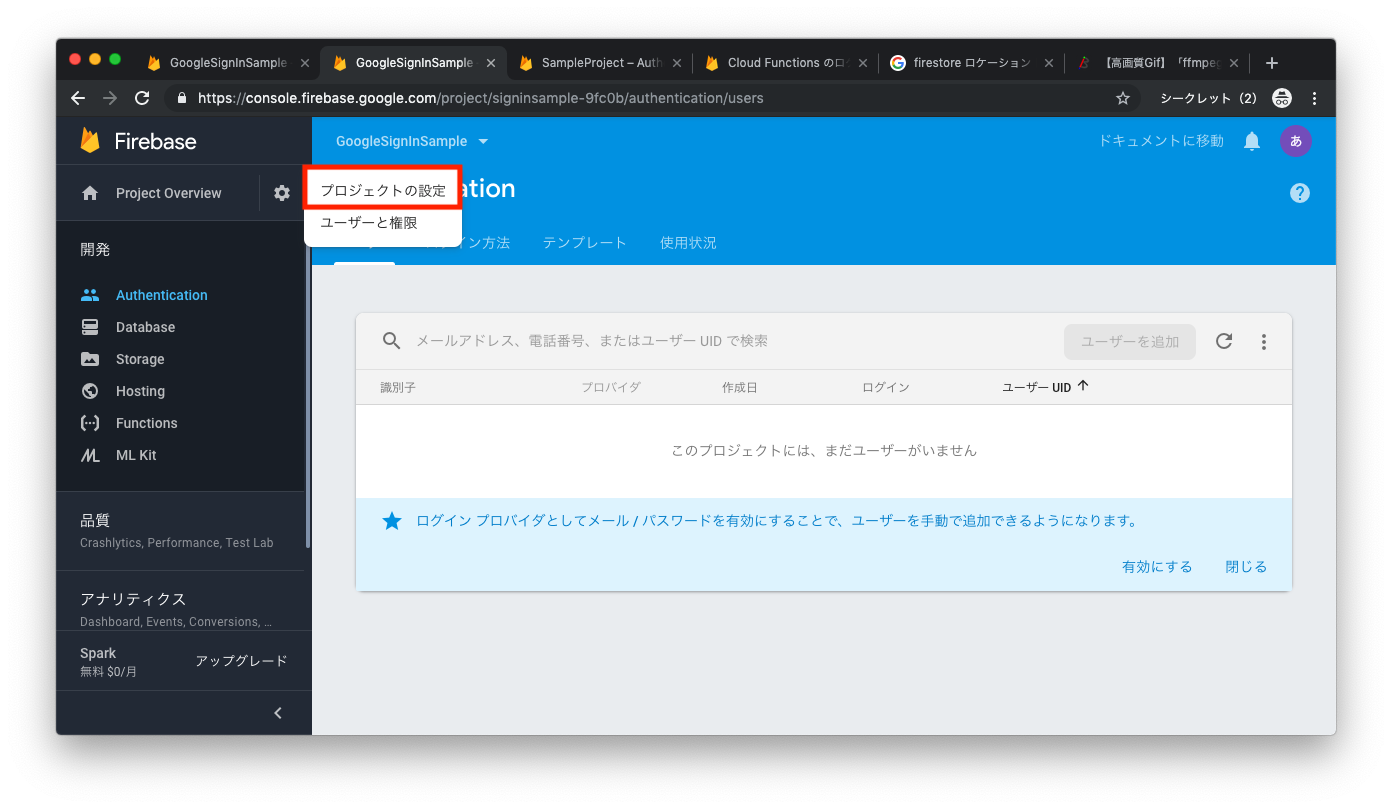 GoogleSignInSample
GoogleSignInSample
SampleProject – Auth
Cloud Functions のロ
firestore ロケーション
【高画質Gif】「ffmpeg
https://console.firebase.google.com/project/signinsample-9fc0b/authentication/users
シークレット（2）
Firebase
GoogleSignInSample
ドキュメントに移動
あ
Project Overview
プロジェクトの設定
ation
ユーザーと権限
イン方法
テンプレート
使用状況
開発
Authentication
Database
Storage
Hosting
Functions
ML Kit
品質
Crashlytics, Performance, Test Lab
アナリティクス
Dashboard, Events, Conversions, ...
Spark
無料 $0/月
アップグレード
メールアドレス、電話番号、またはユーザー UID で検索
ユーザーを追加
識別子
プロバイダ
作成日
ログイン
ユーザー UID
このプロジェクトには、まだユーザーがいません
ログイン プロバイダとしてメール / パスワードを有効にすることで、ユーザーを手動で追加できるようになります。
有効にする
閉じる